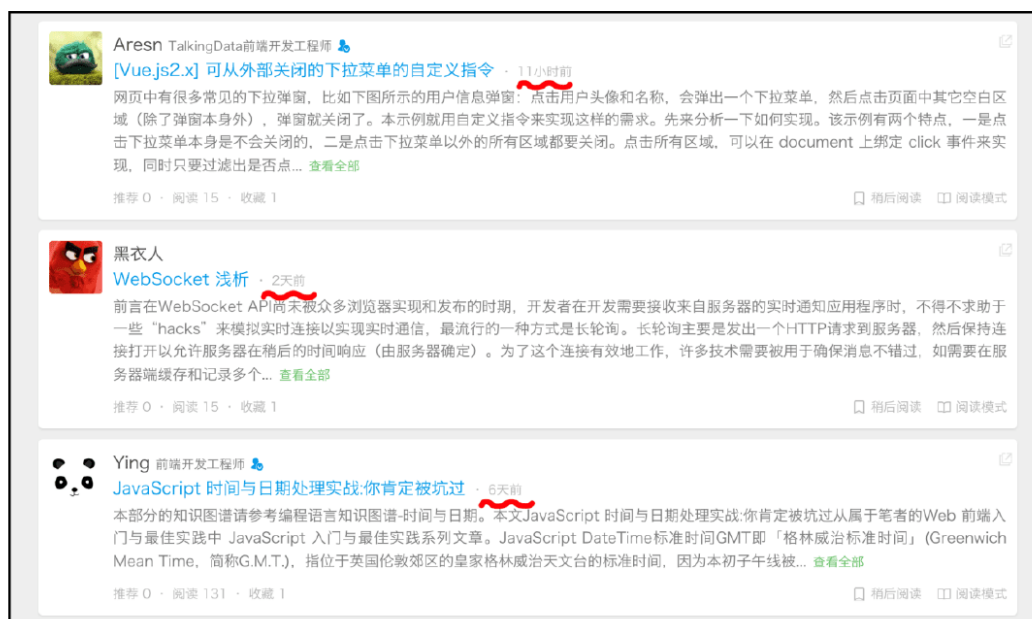 Aresn TalkingData前端开发工程师
[Vue.js2.x] 可从外部关闭的下拉菜单的自定义指令 · 11小时前
网页中有很多常见的下拉弹窗，比如下图所示的用户信息弹窗：点击用户头像和名称，会弹出一个下拉菜单，然后点击页面中其它空白区
域（除了弹窗本身外），弹窗就关闭了。本示例就用自定义指令来实现这样的需求。先来分析一下如何实现。该示例有两个特点，一是点
击下拉菜单本身是不会关闭的，二是点击下拉菜单以外的所有区域都要关闭。点击所有区域，可以在 document 上绑定 click 事件来实
现，同时只要过滤出是否点... 查看全部
推荐 0 · 阅读 15 · 收藏 1 稍后阅读 阅读模式
黑衣人
WebSocket 浅析 · 2天前
前言在WebSocket API尚未被众多浏览器实现和发布的时期，开发者在开发需要接收来自服务器的实时通知应用程序时，不得不求助于
一些“hacks”来模拟实时连接以实现实时通信，最流行的一种方式是长轮询。长轮询主要是发出一个HTTP请求到服务器，然后保持连
接打开以允许服务器在稍后的时间响应（由服务器确定）。为了这个连接有效地工作，许多技术需要被用于确保消息不错过，如需要在服
务器端缓存和记录多个... 查看全部
推荐 0 · 阅读 15 · 收藏 1 稍后阅读 阅读模式
Ying 前端开发工程师
JavaScript 时间与日期处理实战:你肯定被坑过 · 6天前
本部分的知识图谱请参考编程语言知识图谱-时间与日期。本文JavaScript 时间与日期处理实战:你肯定被坑过从属于笔者的Web 前端入
门与最佳实践中 JavaScript 入门与最佳实践系列文章。JavaScript DateTime标准时间GMT即「格林威治标准时间」(Greenwich
Mean Time，简称G.M.T.)，指位于英国伦敦郊区的皇家格林威治天文台的标准时间，因为本初子午线被... 查看全部
推荐 0 · 阅读 131 · 收藏 1 稍后阅读 阅读模式